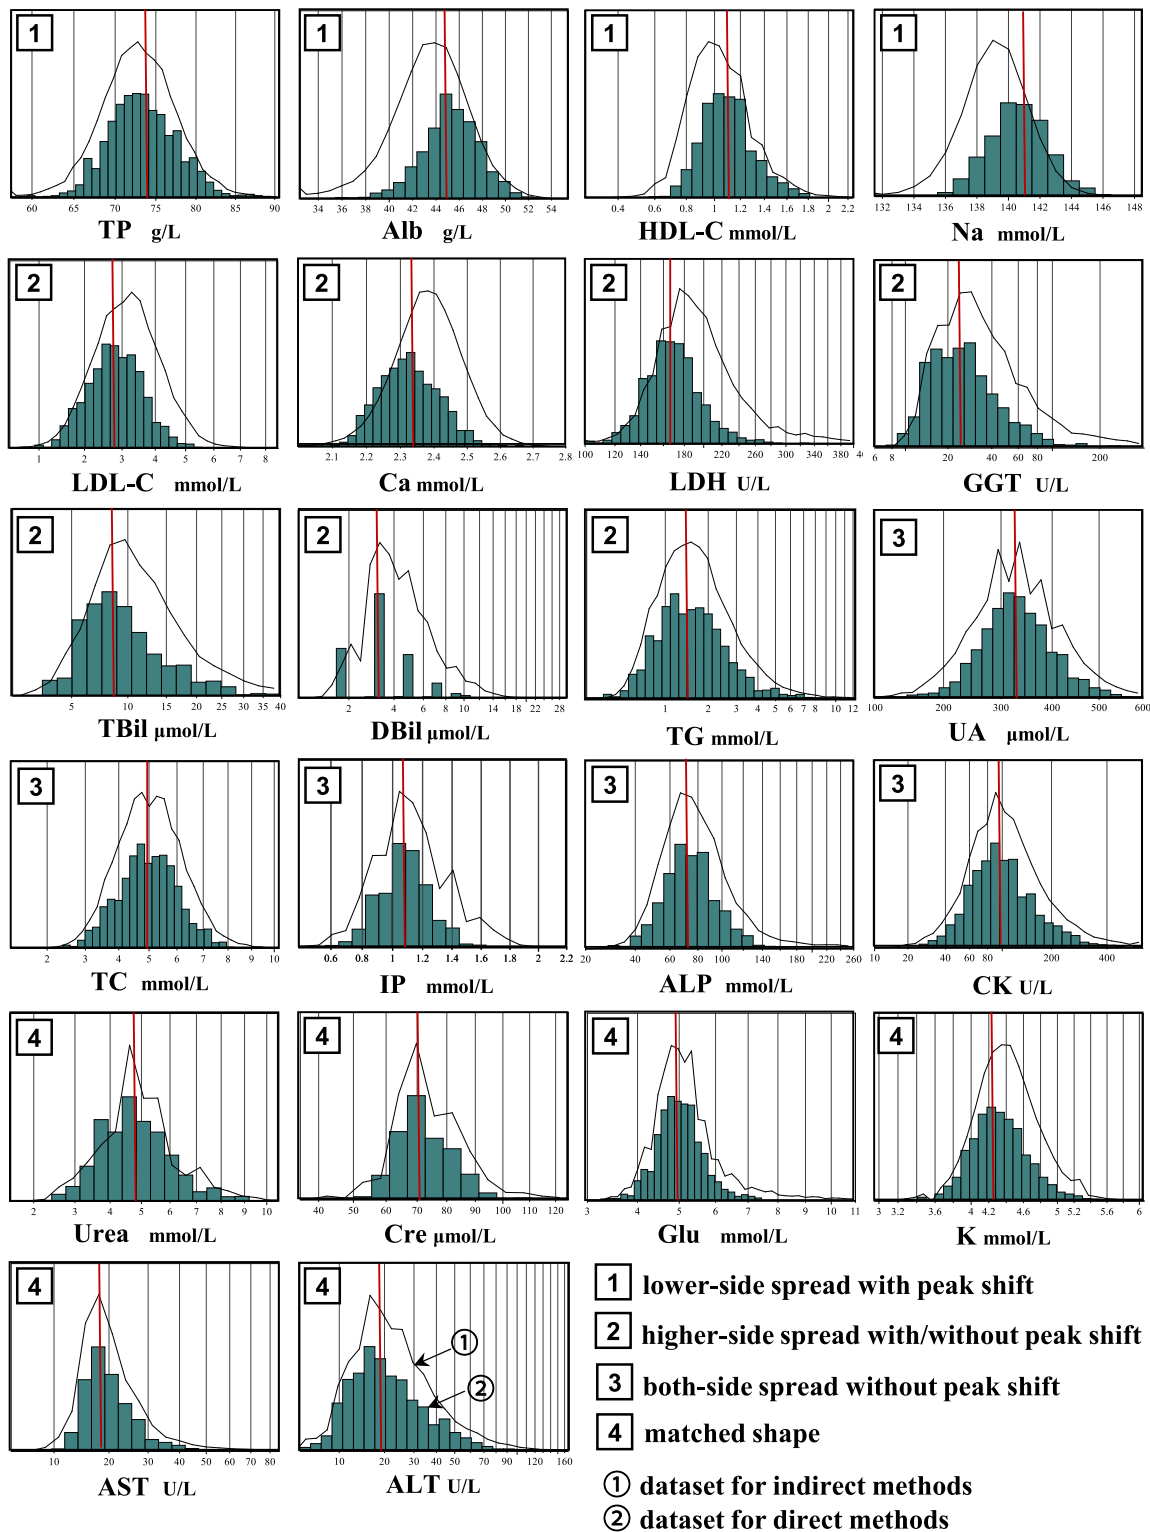 1 1 1 1
60 65 70 75 80 85 90
TP g/L
34 36 38 40 42 44 46 48 50 52 54
Alb g/L
0.4 0.6 0.8 1 1.2 1.4 1.6 1.8 2 2.2
HDL-C mmol/L
132 134 136 138 140 142 144 146 148
Na mmol/L
2 2 2 2
1 2 3 4 5 6 7 8
LDL-C mmol/L
2.1 2.2 2.3 2.4 2.5 2.6 2.7 2.8
Ca mmol/L
100 120 140 160 180 200 220 260 300 340 380 4
LDH U/L
6 8 20 40 60 80 200
GGT U/L
2 2 2 3
5 10 15 20 25 30 35 40
TBil µmol/L
2 4 6 8 10 14 18 22 28
DBil µmol/L
1 2 3 4 5 6 7 8 10 12
TG mmol/L
100 200 300 400 500 600
UA µmol/L
3 3 3 3
2 3 4 5 6 7 8 9 10
TC mmol/L
0.6 0.8 1 1.2 1.4 1.6 1.8 2 2.2
IP mmol/L
20 40 60 80 100 140 180 220 260
ALP mmol/L
10 20 40 60 80 200 400
CK U/L
4 4 4 4
2 3 4 5 6 7 8 9 10
Urea mmol/L
40 50 60 70 80 90 100 120
Cre µmol/L
3 4 5 6 7 8 9 10 11
Glu mmol/L
3 3.2 3.6 4 4.2 4.6 5 5.2 5.6 6
K mmol/L
4 4
10 20 30 40 50 60 70 80
AST U/L
① ②
10 20 30 40 50 70 90 120 160
ALT U/L
1 lower-side spread with peak shift
2 higher-side spread with/without peak shift
3 both-side spread without peak shift
4 matched shape
① dataset for indirect methods
② dataset for direct methods